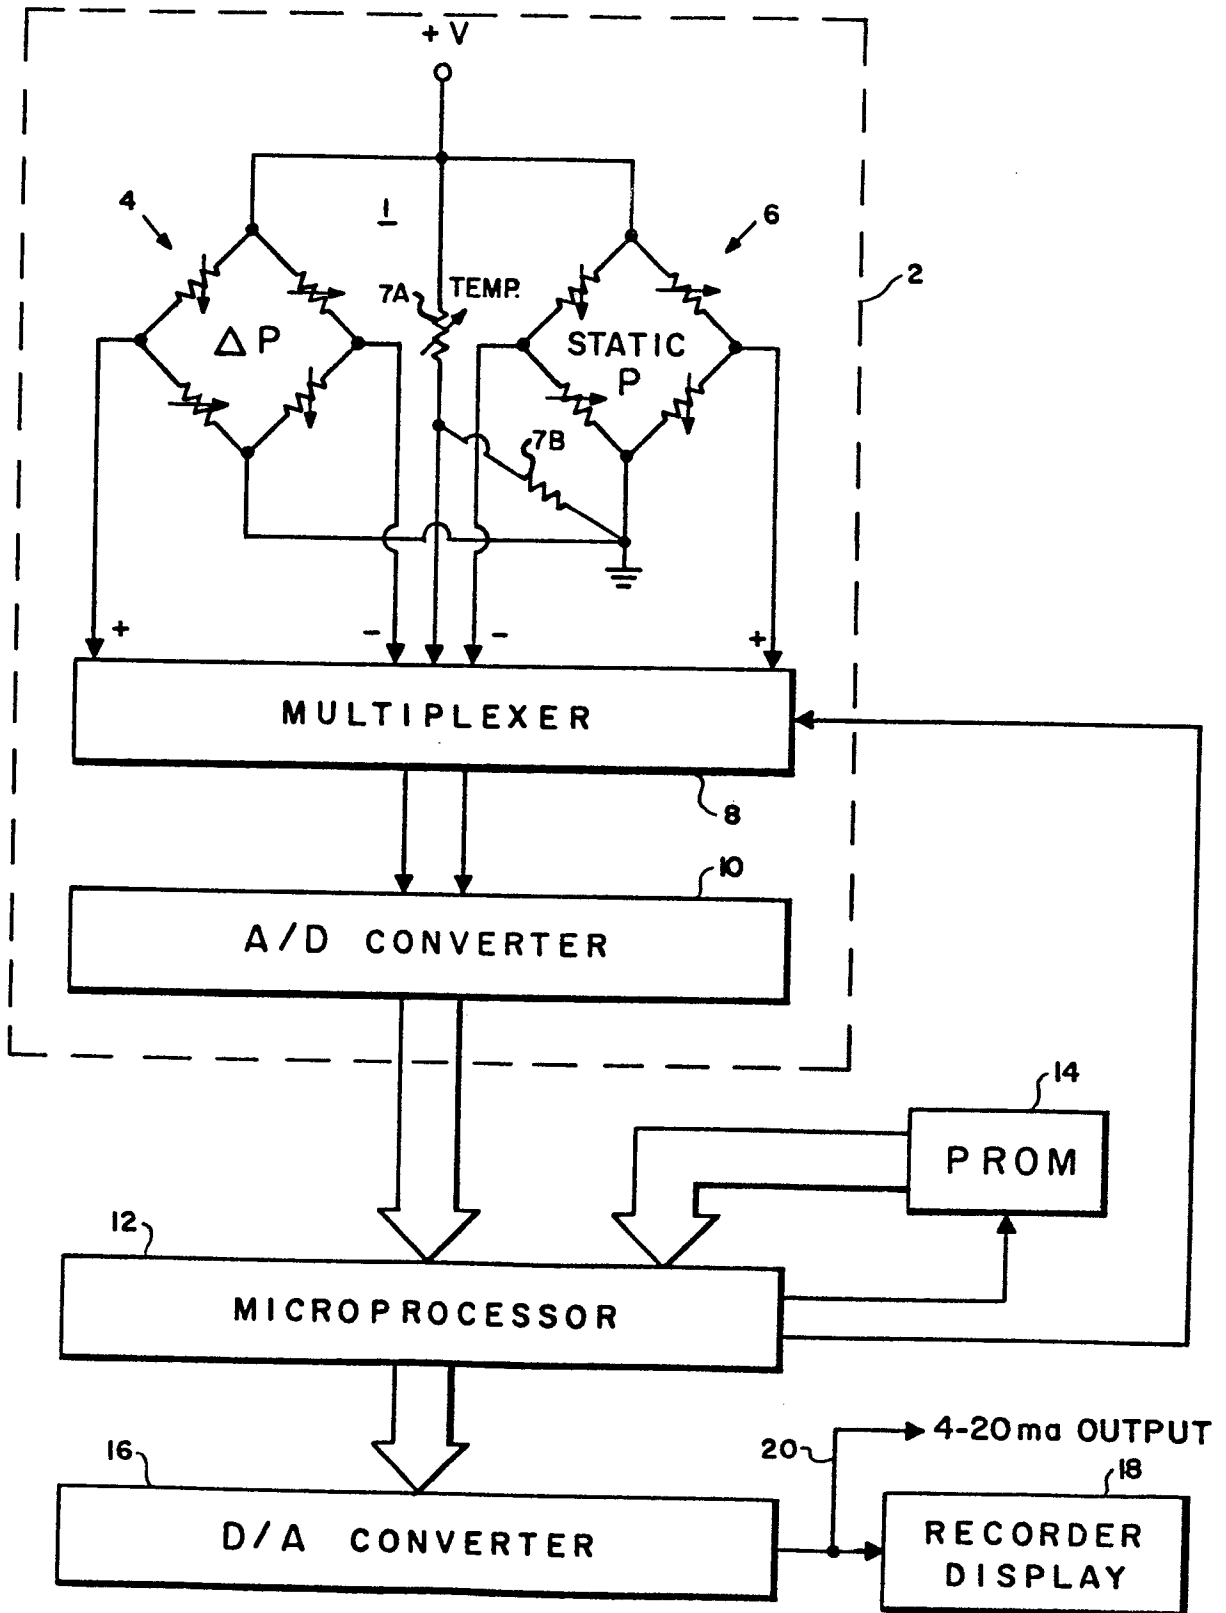 + V
4
1
6
2
7A
TEMP.
Δ P
STATIC
P
7B
+
-
-
+
MULTIPLEXER
8
10
A/D CONVERTER
14
PROM
12
MICROPROCESSOR
4-20ma OUTPUT
20
16
18
D/A CONVERTER
RECORDER
DISPLAY